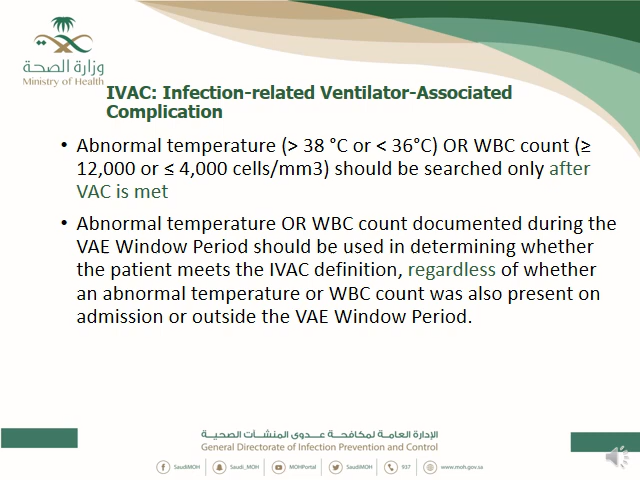 وزارة الصحة
Ministry of Health
IVAC: Infection-related Ventilator-Associated
Complication
• Abnormal temperature (> 38 °C or < 36°C) OR WBC count (≥
12,000 or ≤ 4,000 cells/mm3) should be searched only after
VAC is met
• Abnormal temperature OR WBC count documented during the
VAE Window Period should be used in determining whether
the patient meets the IVAC definition, regardless of whether
an abnormal temperature or WBC count was also present on
admission or outside the VAE Window Period.
الإدارة العامة لمكافحة عدوى المنشآت الصحية
General Directorate of Infection Prevention and Control
SaudiMOH Saudi_MOH MOHPortal SaudiMOH 937 www.moh.gov.sa